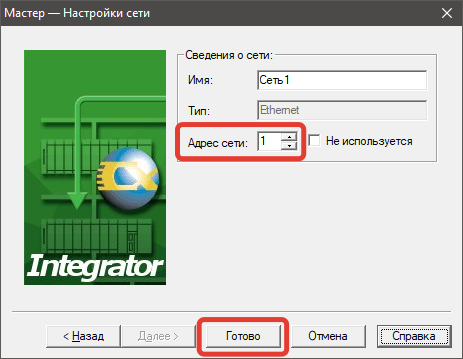 Мастер — Настройки сети
Сведения о сети:
Имя: Сеть1
Тип: Ethernet
Адрес сети: 1 Не используется
CX
Integrator
< Назад Далее > Готово Отмена Справка